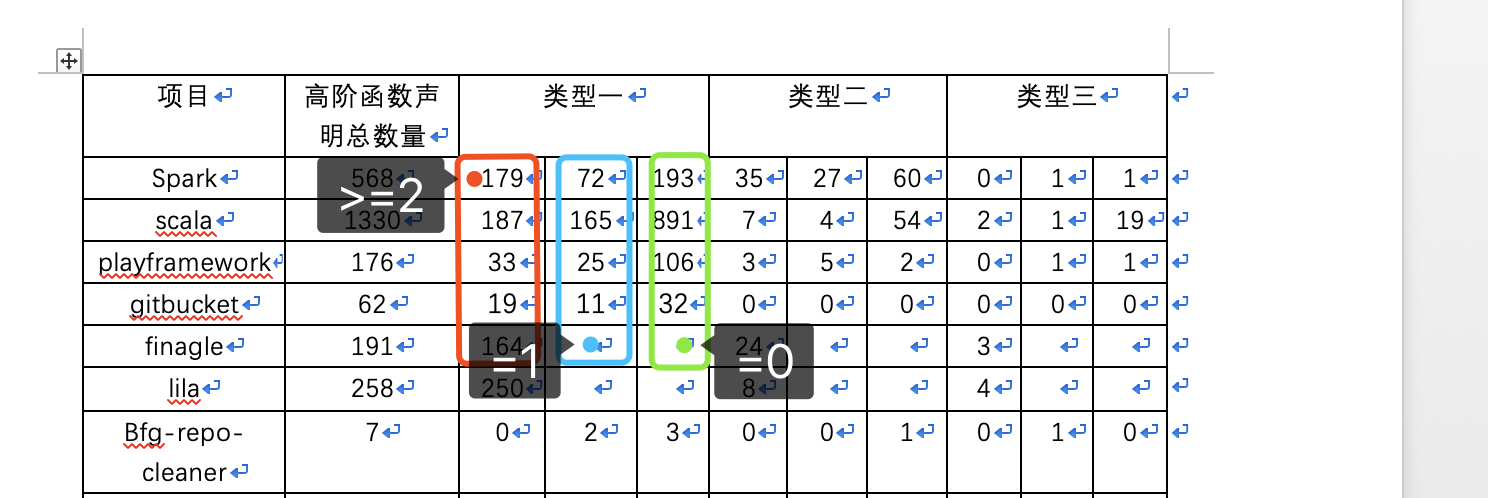 项目 高阶函数声 类型一 类型二 类型三
明总数量
Spark 568 179 72 193 35 27 60 0 1 1
>=2
scala 1330 187 165 891 7 4 54 2 1 19
playframework 176 33 25 106 3 5 2 0 1 1
gitbucket 62 19 11 32 0 0 0 0 0 0
finagle 191 164 24 3
=1 =0
lila 258 250 8 4
Bfg-repo- 7 0 2 3 0 0 1 0 1 0
cleaner